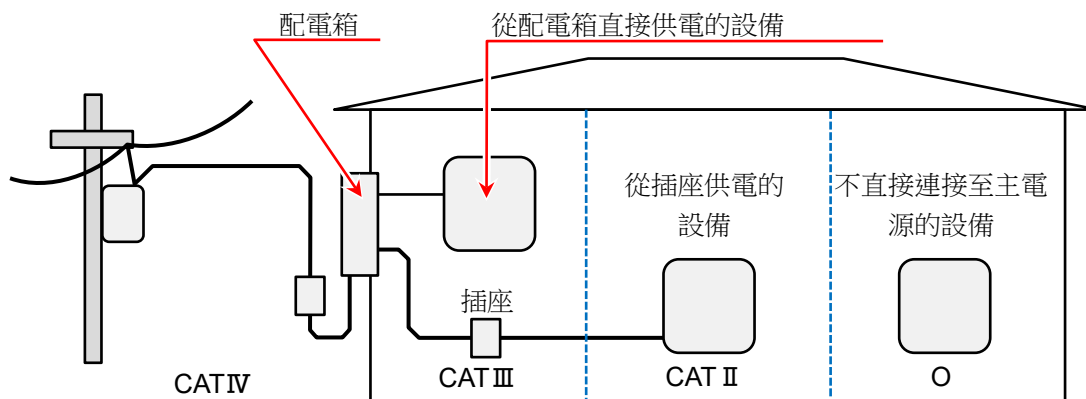 配電箱
從配電箱直接供電的設備
從插座供電的
設備
不直接連接至主電
源的設備
插座
CATⅣ
CATⅢ
CATⅡ
O